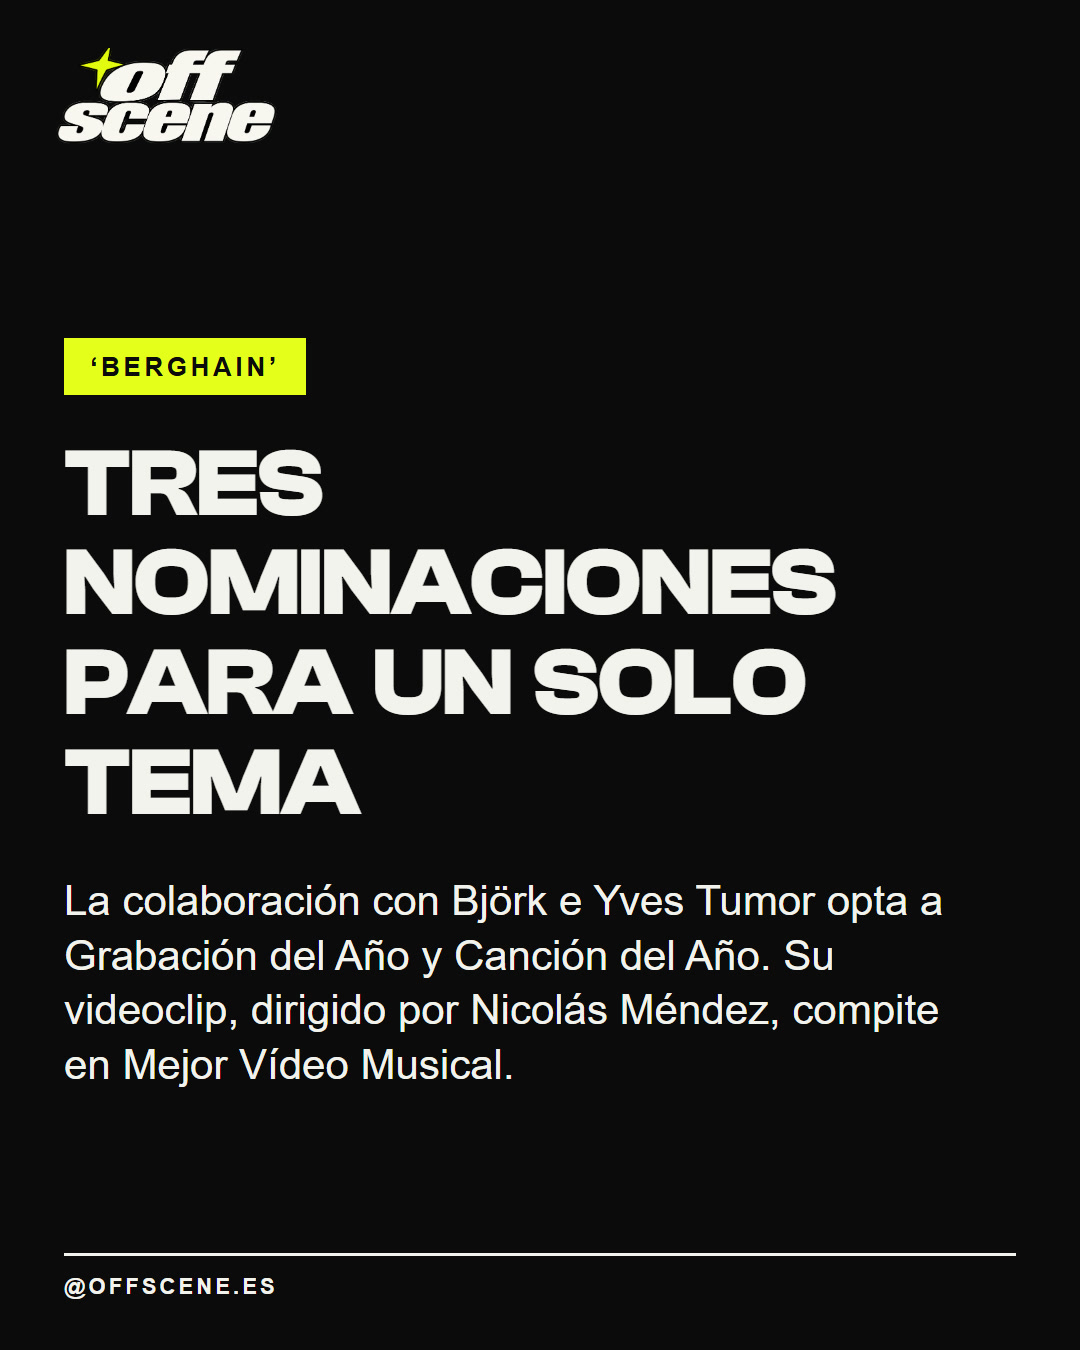 off
scene
‘BERGHAIN’
TRES
NOMINACIONES
PARA UN SOLO
TEMA
La colaboración con Björk e Yves Tumor opta a
Grabación del Año y Canción del Año. Su
videoclip, dirigido por Nicolás Méndez, compite
en Mejor Vídeo Musical.
@OFFSCENE.ES